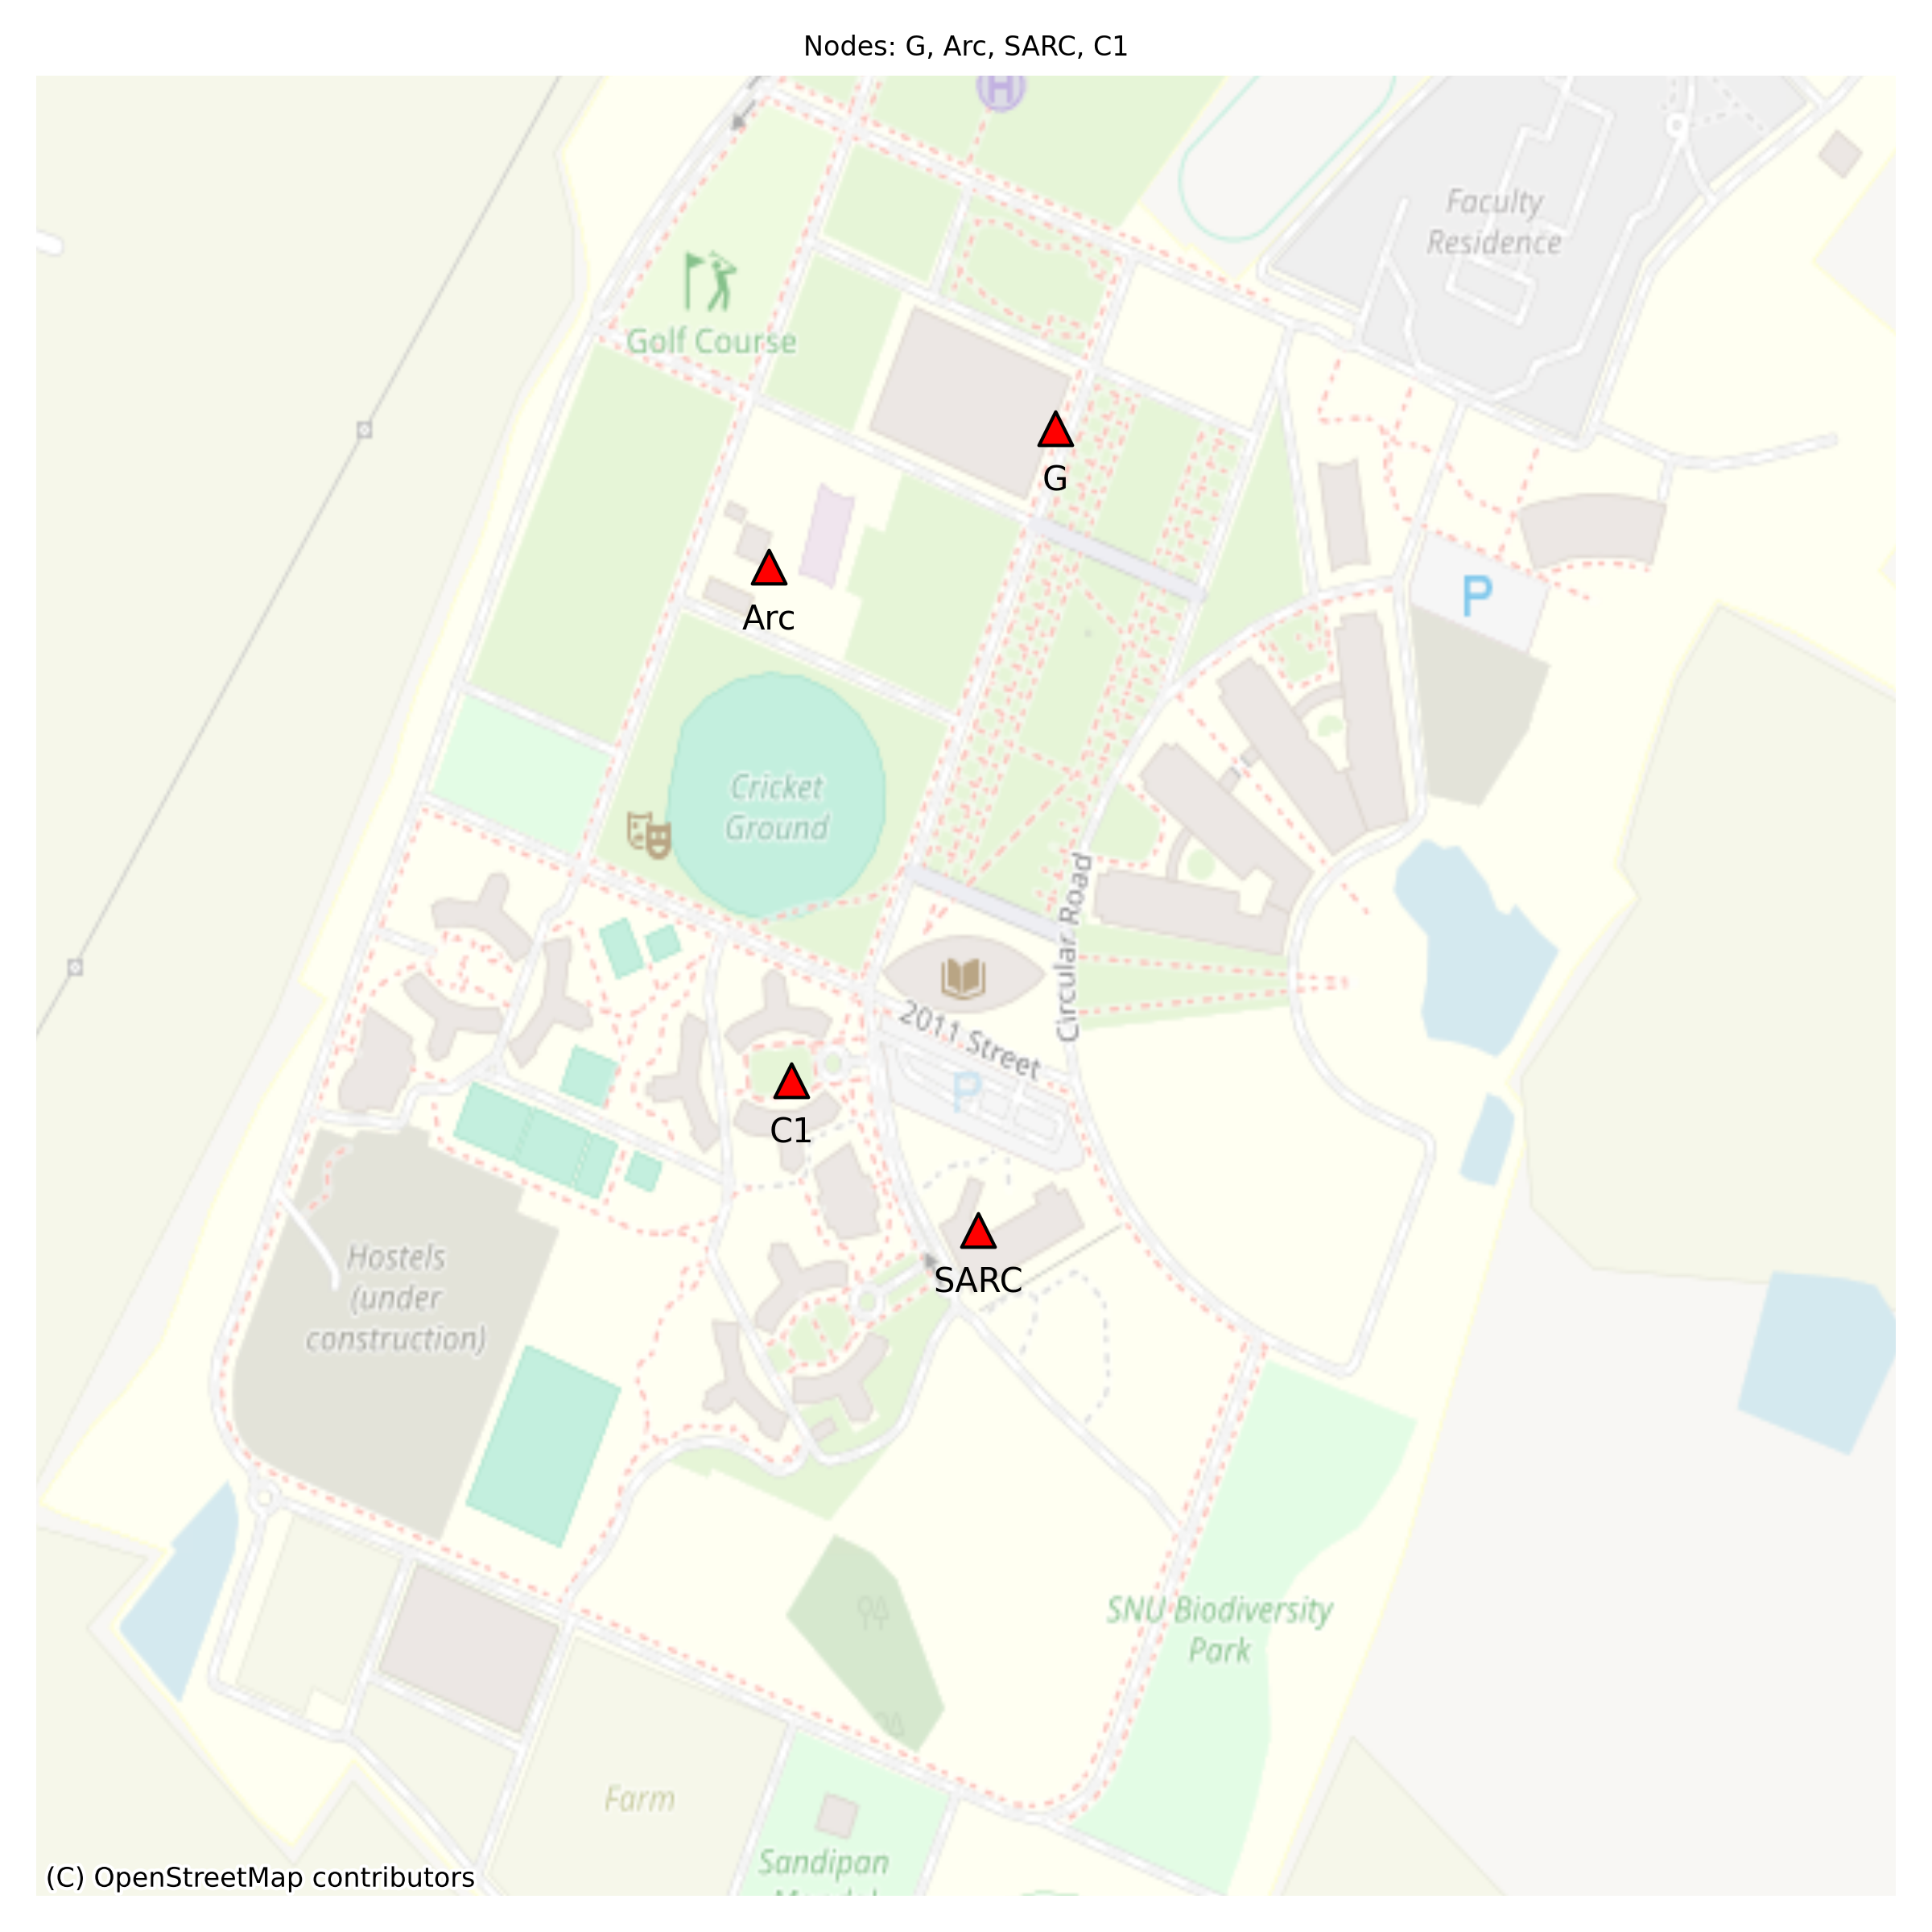 Nodes: G, Arc, SARC, C1
H
Faculty
Residence
Golf Course
G
Arc
P
Cricket
Ground
Circular Road
2011 Street
P
C1
SARC
Hostels
(under
construction)
SNU Biodiversity
Park
Farm
Sandipan
(C) OpenStreetMap contributors